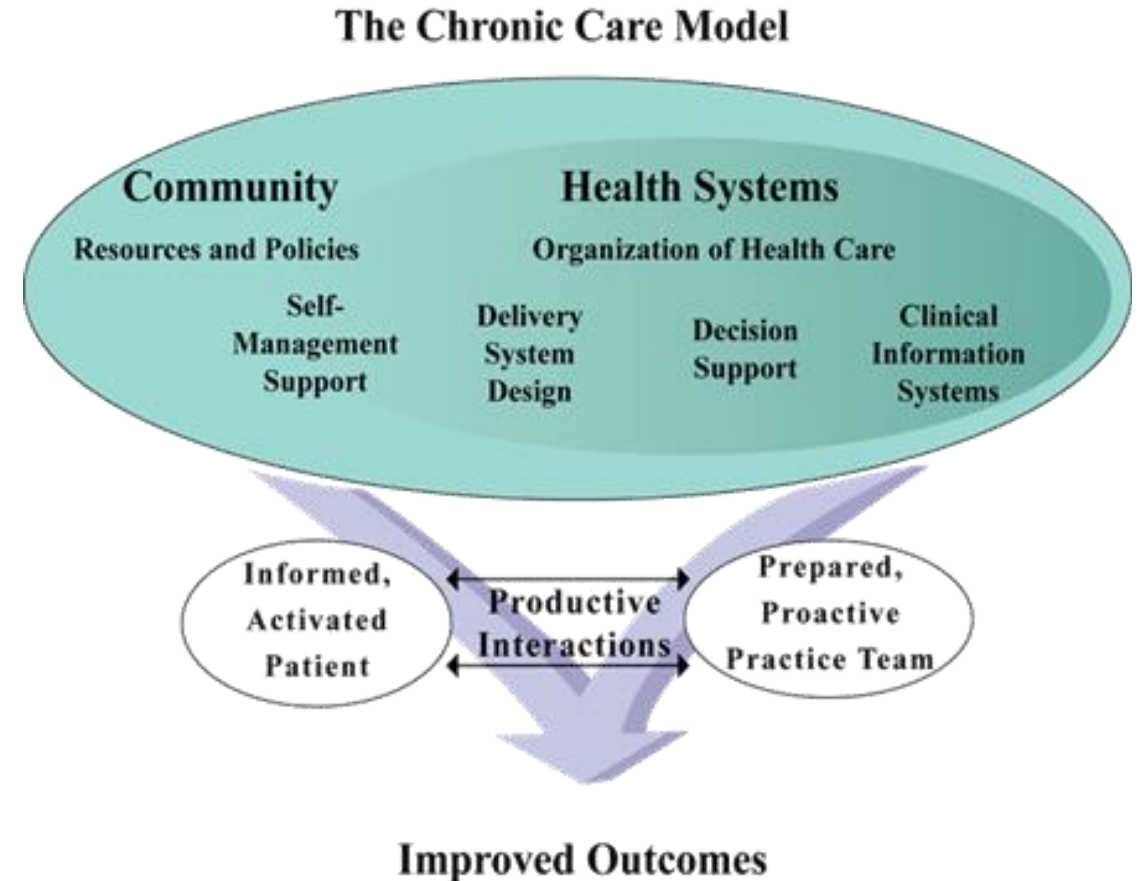 The Chronic Care Model
Community
Health Systems
Resources and Policies
Organization of Health Care
Self-
Management
Support
Delivery
System
Design
Decision
Support
Clinical
Information
Systems
Informed,
Activated
Patient
Productive
Interactions
Prepared,
Proactive
Practice Team
Improved Outcomes